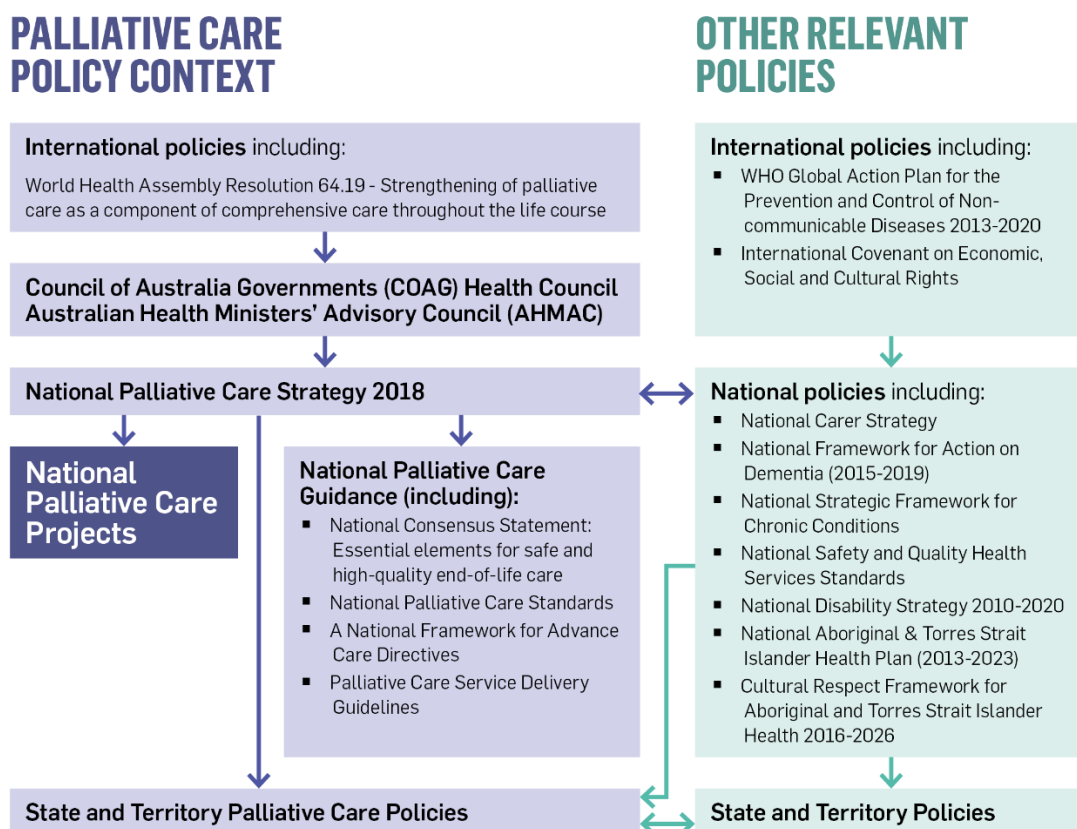 PALLIATIVE CARE
POLICY CONTEXT
International policies including:
World Health Assembly Resolution 64.19 - Strengthening of palliative
care as a component of comprehensive care throughout the life course
Council of Australia Governments (COAG) Health Council
Australian Health Ministers' Advisory Council (AHMAC)
National Palliative Care Strategy 2018
National
Palliative Care
Projects
National Palliative Care
Guidance (including):
▪ National Consensus Statement:
Essential elements for safe and
high-quality end-of-life care
▪ National Palliative Care Standards
▪ A National Framework for Advance
Care Directives
▪ Palliative Care Service Delivery
Guidelines
State and Territory Palliative Care Policies
OTHER RELEVANT
POLICIES
International policies including:
▪ WHO Global Action Plan for the
Prevention and Control of Non-
communicable Diseases 2013-2020
▪ International Covenant on Economic,
Social and Cultural Rights
National policies including:
▪ National Carer Strategy
▪ National Framework for Action on
Dementia (2015-2019)
▪ National Strategic Framework for
Chronic Conditions
▪ National Safety and Quality Health
Services Standards
▪ National Disability Strategy 2010-2020
▪ National Aboriginal & Torres Strait
Islander Health Plan (2013-2023)
▪ Cultural Respect Framework for
Aboriginal and Torres Strait Islander
Health 2016-2026
State and Territory Policies